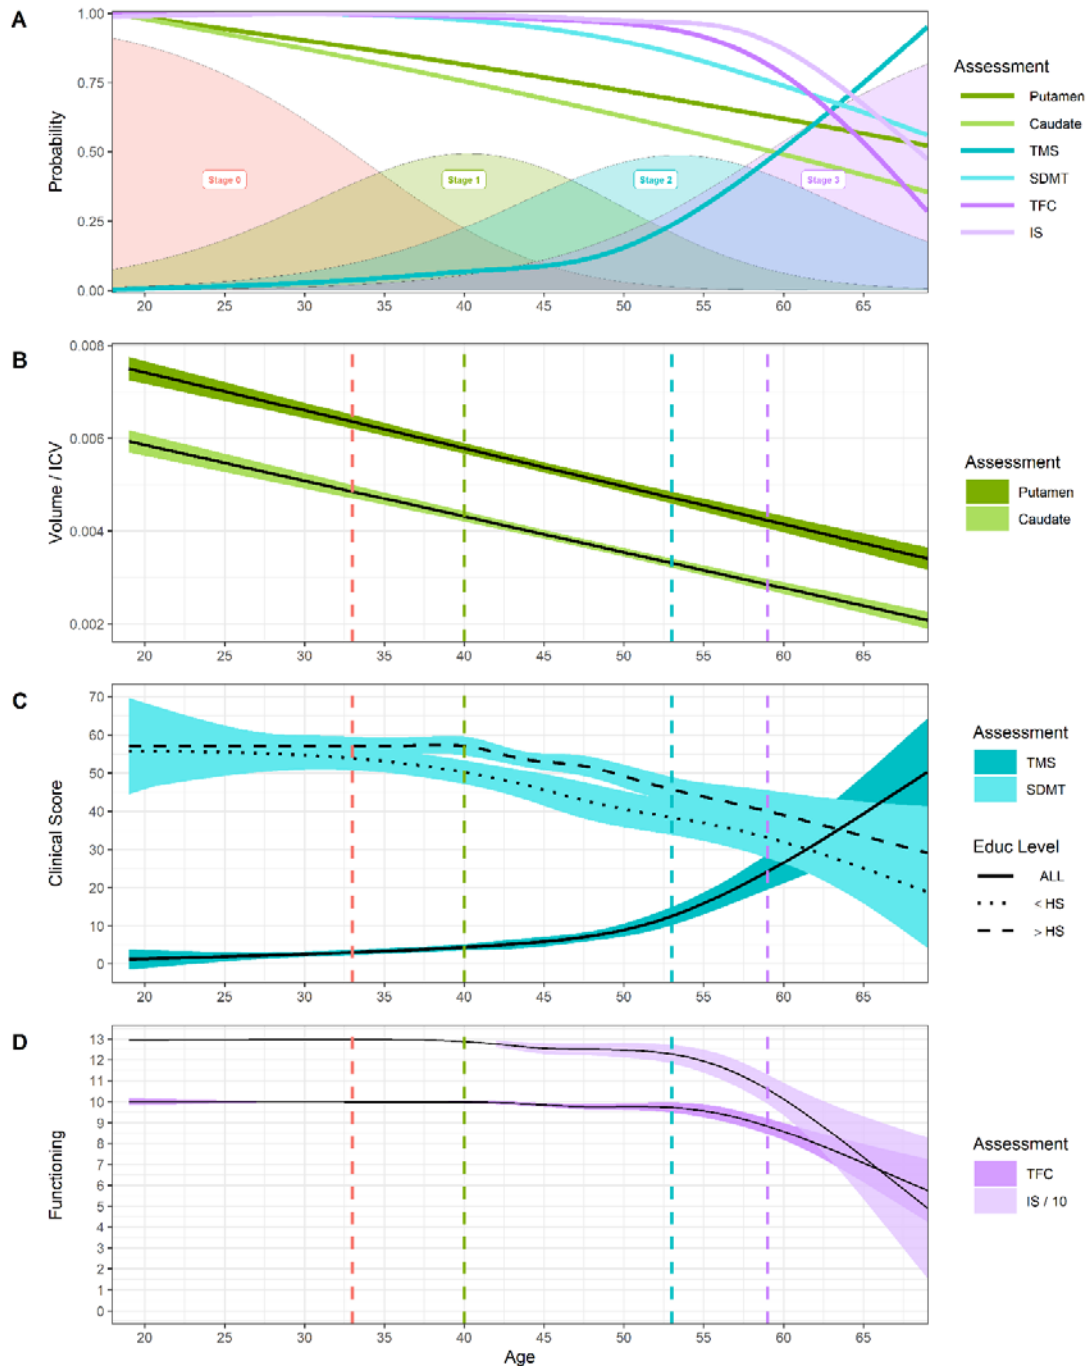 A
1.00
0.75
0.50
0.25
0.00
Probability
Stage 0
Stage 1
Stage 2
Stage 3
20 25 30 35 40 45 50 55 60 65
Assessment
Putamen
Caudate
TMS
SDMT
TFC
IS
B
0.008
0.006
0.004
0.002
Volume / ICV
20 25 30 35 40 45 50 55 60 65
Assessment
Putamen
Caudate
C
70
60
50
40
30
20
10
0
Clinical Score
20 25 30 35 40 45 50 55 60 65
Assessment
TMS
SDMT
Educ Level
ALL
< HS
> HS
D
13
12
11
10
9
8
7
6
5
4
3
2
1
0
Functioning
20 25 30 35 40 45 50 55 60 65
Age
Assessment
TFC
IS / 10